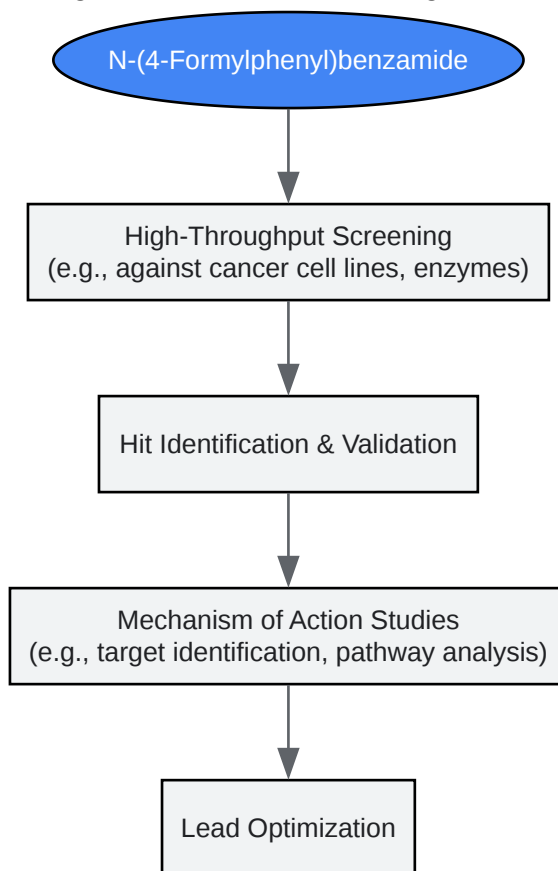 N-(4-Formylphenyl)benzamide
High-Throughput Screening
(e.g., against cancer cell lines, enzymes)
Hit Identification & Validation
Mechanism of Action Studies
(e.g., target identification, pathway analysis)
Lead Optimization